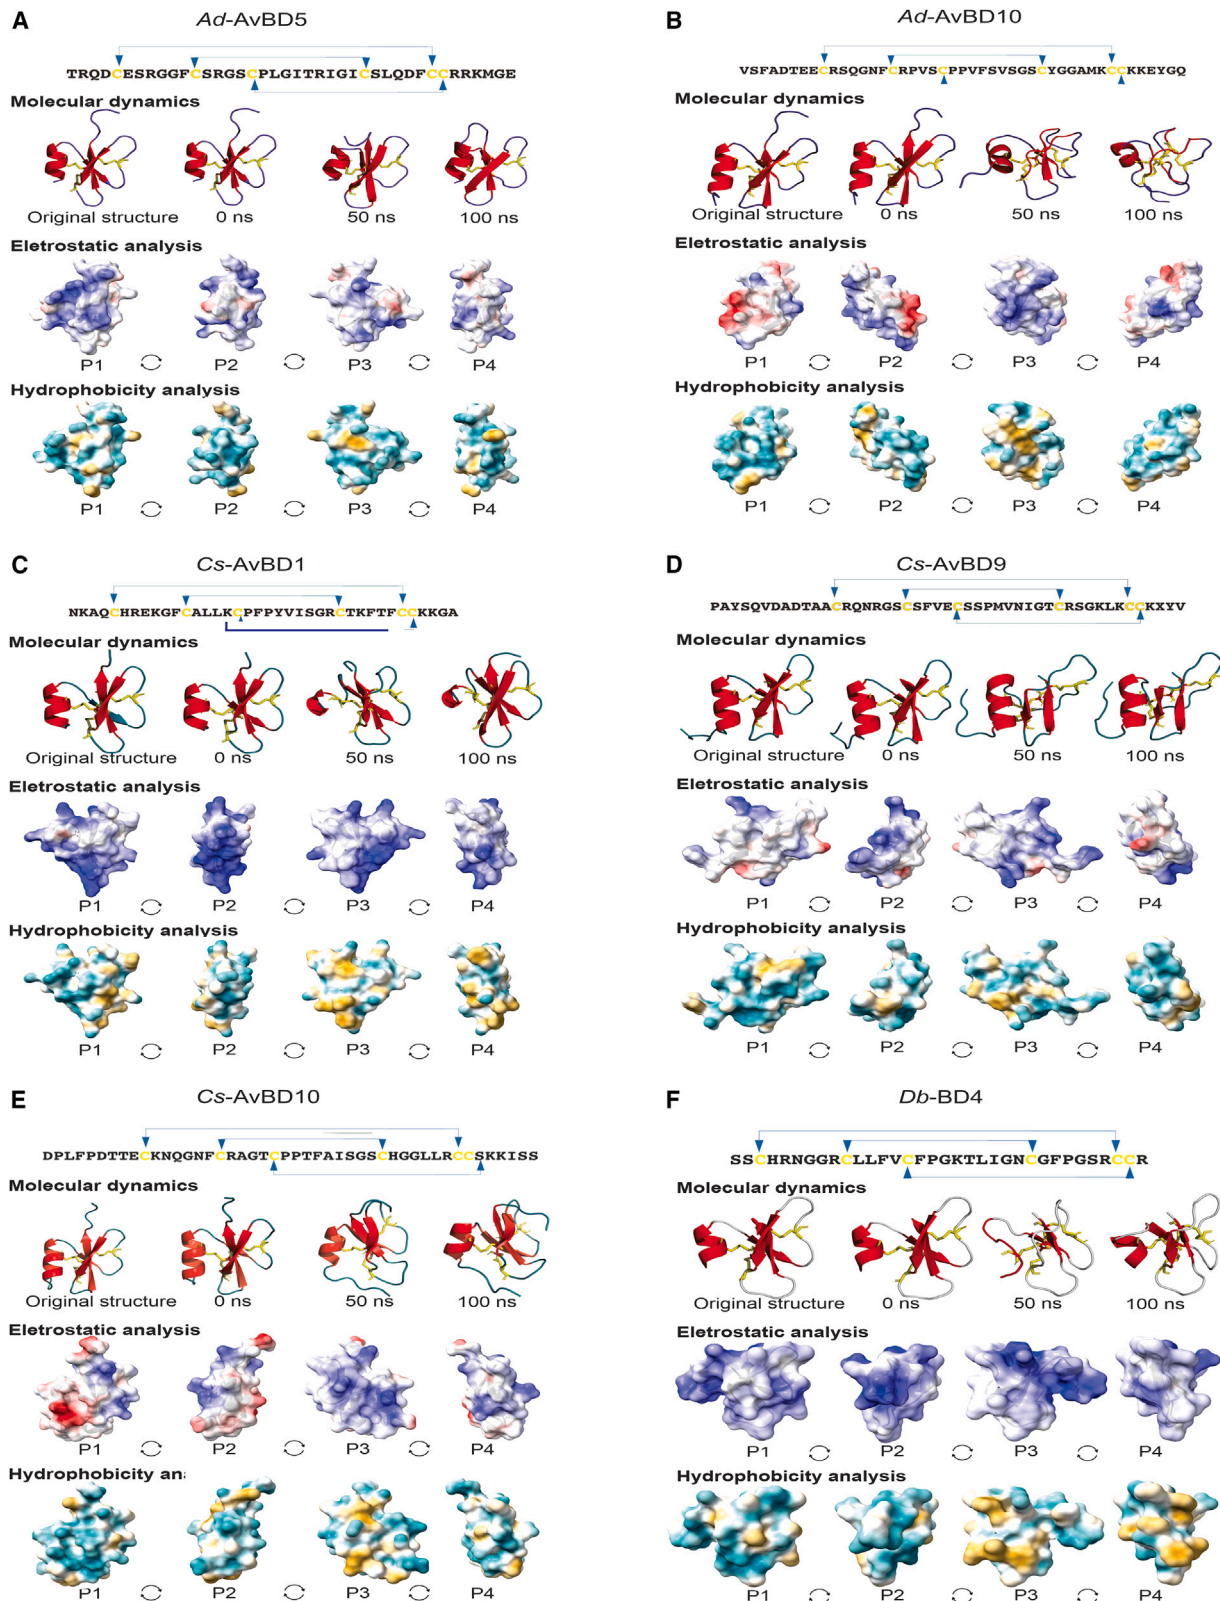 A
Ad-AvBD5
TRQDCESRGGFCSRGSCPLGITRIGICSLQDFCCRRKMGE
Molecular dynamics
Original structure 0 ns 50 ns 100 ns
Eletrostatic analysis
P1 P2 P3 P4
Hydrophobicity analysis
P1 P2 P3 P4
B
Ad-AvBD10
VSFADTEECRSQGNFCRPVSCPPVFSVSGSCYGGAMKCCKKEYGQ
Molecular dynamics
Original structure 0 ns 50 ns 100 ns
Eletrostatic analysis
P1 P2 P3 P4
Hydrophobicity analysis
P1 P2 P3 P4
C
Cs-AvBD1
NKAQCHREKGFCALLKCPFPYVISGRCTKFTFCCKKGA
Molecular dynamics
Original structure 0 ns 50 ns 100 ns
Eletrostatic analysis
P1 P2 P3 P4
Hydrophobicity analysis
P1 P2 P3 P4
D
Cs-AvBD9
PAYSQVDADTAACRQNRGSCSFVECSSPMVNIGTCRSGKLKCCKXYV
Molecular dynamics
Original structure 0 ns 50 ns 100 ns
Eletrostatic analysis
P1 P2 P3 P4
Hydrophobicity analysis
P1 P2 P3 P4
E
Cs-AvBD10
DPLFPDTTECKNQGNFCRAGTCPPTFAISGSCHGGLLRCCSKKISS
Molecular dynamics
Original structure 0 ns 50 ns 100 ns
Eletrostatic analysis
P1 P2 P3 P4
Hydrophobicity an
P1 P2 P3 P4
F
Db-BD4
SSCHRNGGRCLLFVCFPGKTLIGNCGFPGSRCCR
Molecular dynamics
Original structure 0 ns 50 ns 100 ns
Eletrostatic analysis
P1 P2 P3 P4
Hydrophobicity analysis
P1 P2 P3 P4